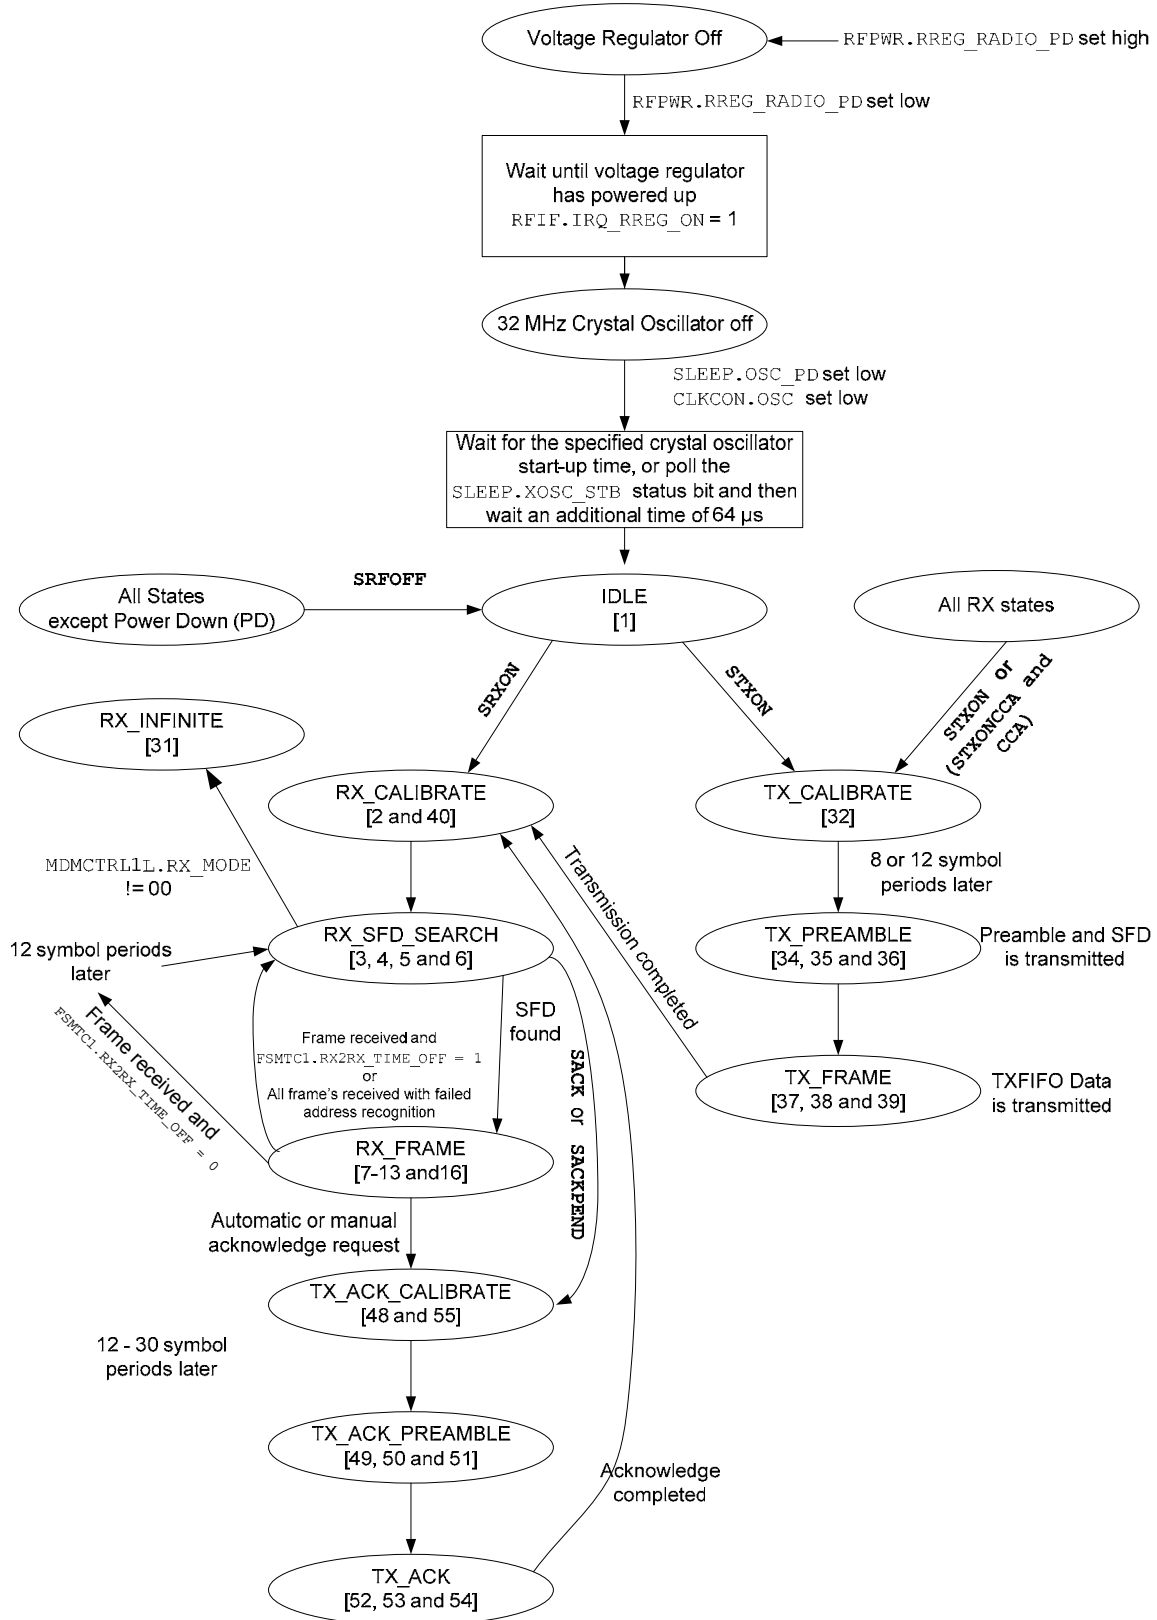 Voltage Regulator Off
RFPWR.RREG_RADIO_PD set high
RFPWR.RREG_RADIO_PD set low
Wait until voltage regulator
has powered up
RFIF.IRQ_RREG_ON = 1
32 MHz Crystal Oscillator off
SLEEP.OSC_PD set low
CLKCON.OSC set low
Wait for the specified crystal oscillator
start-up time, or poll the
SLEEP.XOSC_STB status bit and then
wait an additional time of 64 µs
All States
except Power Down (PD)
SRFOFF
IDLE
[1]
All RX states
SRXON
STXON
STXON or
(STXONCCA and
CCA)
RX_INFINITE
[31]
RX_CALIBRATE
[2 and 40]
TX_CALIBRATE
[32]
MDMCTRL1L.RX_MODE
!= 00
Transmission completed
8 or 12 symbol
periods later
RX_SFD_SEARCH
[3, 4, 5 and 6]
TX_PREAMBLE
[34, 35 and 36]
Preamble and SFD
is transmitted
12 symbol periods
later
Frame received and
FSMTC1.RX2RX_TIME_OFF = 0
Frame received and
FSMTC1.RX2RX_TIME_OFF = 1
or
All frame's received with failed
address recognition
SFD
found
SACK or SACKPEND
TX_FRAME
[37, 38 and 39]
TXFIFO Data
is transmitted
RX_FRAME
[7-13 and16]
Automatic or manual
acknowledge request
TX_ACK_CALIBRATE
[48 and 55]
12 - 30 symbol
periods later
TX_ACK_PREAMBLE
[49, 50 and 51]
Acknowledge
completed
TX_ACK
[52, 53 and 54]